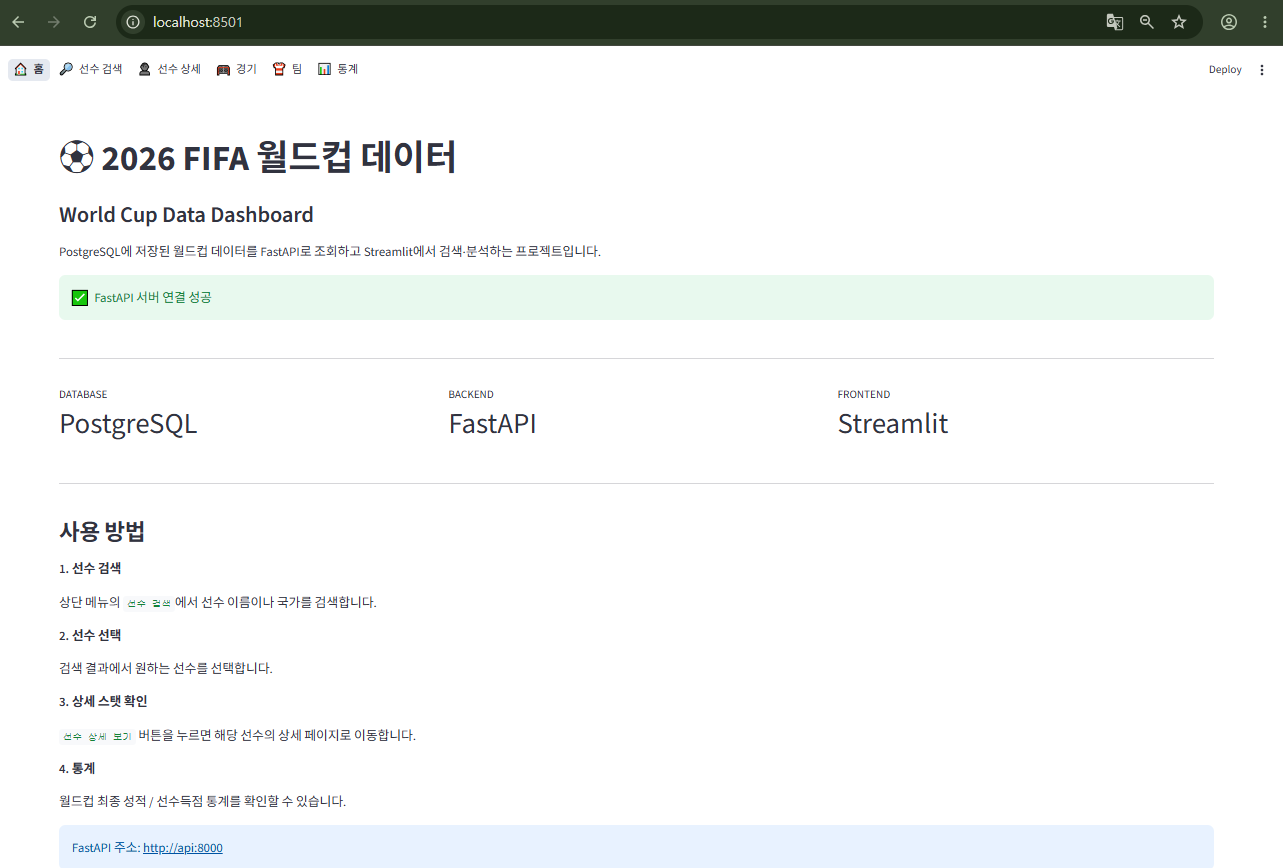 localhost:8501
홈 선수 검색 선수 상세 경기 팀 통계 Deploy
2026 FIFA 월드컵 데이터
World Cup Data Dashboard
PostgreSQL에 저장된 월드컵 데이터를 FastAPI로 조회하고 Streamlit에서 검색·분석하는 프로젝트입니다.
FastAPI 서버 연결 성공
DATABASE BACKEND FRONTEND
PostgreSQL FastAPI Streamlit
사용 방법
1. 선수 검색
상단 메뉴의 선수 검색 에서 선수 이름이나 국가를 검색합니다.
2. 선수 선택
검색 결과에서 원하는 선수를 선택합니다.
3. 상세 스탯 확인
선수 상세 보기 버튼을 누르면 해당 선수의 상세 페이지로 이동합니다.
4. 통계
월드컵 최종 성적 / 선수득점 통계를 확인할 수 있습니다.
FastAPI 주소: http://api:8000